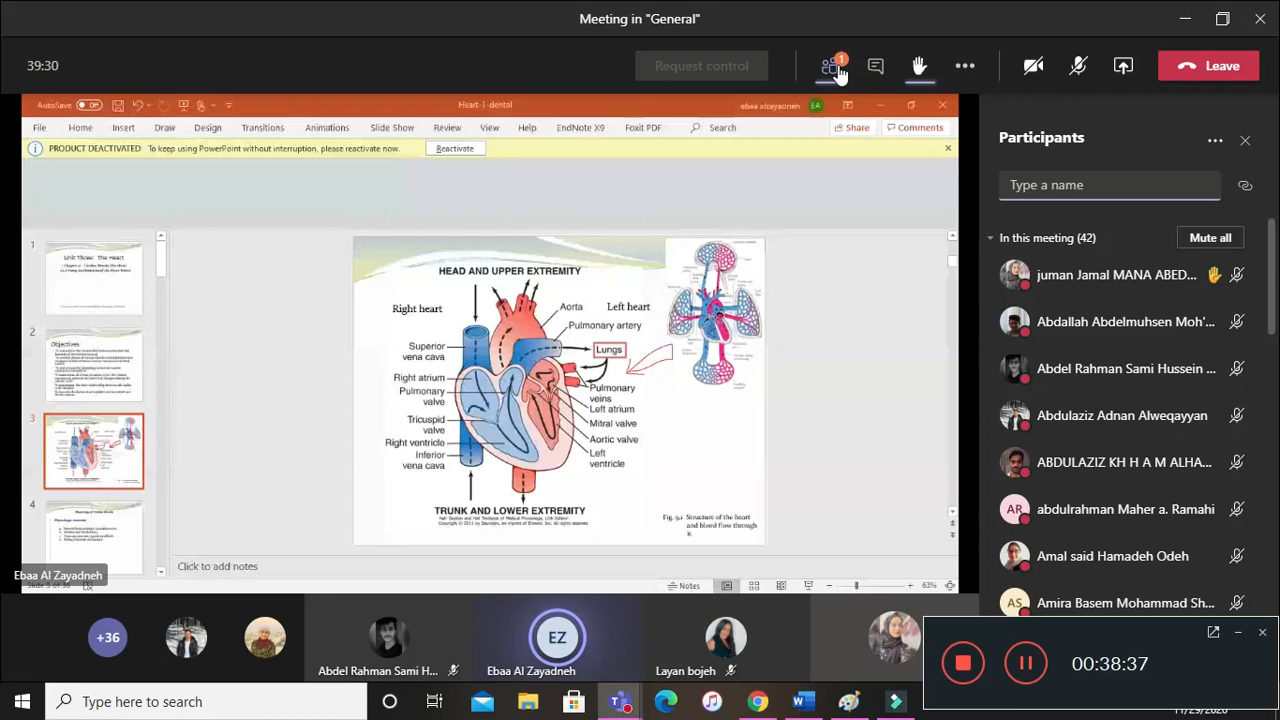 Meeting in "General"
39:30
Request control
1
Leave
AutoSave Off
Heart-1-dental
ebaa alzayadneh EA
File Home Insert Draw Design Transitions Animations Slide Show Review View Help EndNote X9 Foxit PDF Search Share Comments
PRODUCT DEACTIVATED To keep using PowerPoint without interruption, please reactivate now. Reactivate
1
Unit Three: The Heart
2
Objectives
3
4
HEAD AND UPPER EXTREMITY
Right heart
Left heart
Aorta
Pulmonary artery
Superior vena cava
Lungs
Right atrium
Pulmonary valve
Pulmonary veins
Left atrium
Tricuspid valve
Mitral valve
Right ventricle
Aortic valve
Inferior vena cava
Left ventricle
TRUNK AND LOWER EXTREMITY
Fig. 9.1 Structure of the heart
and blood flow through
it.
Click to add notes
Ebaa Al Zayadneh
Notes
63%
Participants
Type a name
In this meeting (42)
Mute all
juman Jamal MANA ABED...
Abdallah Abdelmuhsen Moh'...
Abdel Rahman Sami Hussein ...
Abdulaziz Adnan Alweqayyan
ABDULAZIZ KH H A M ALHA...
AR abdulrahman Maher a. Ramahi
Amal said Hamadeh Odeh
AS Amira Basem Mohammad Sh...
+36
Abdel Rahman Sami H...
EZ
Ebaa Al Zayadneh
Layan bojeh
00:38:37
Type here to search